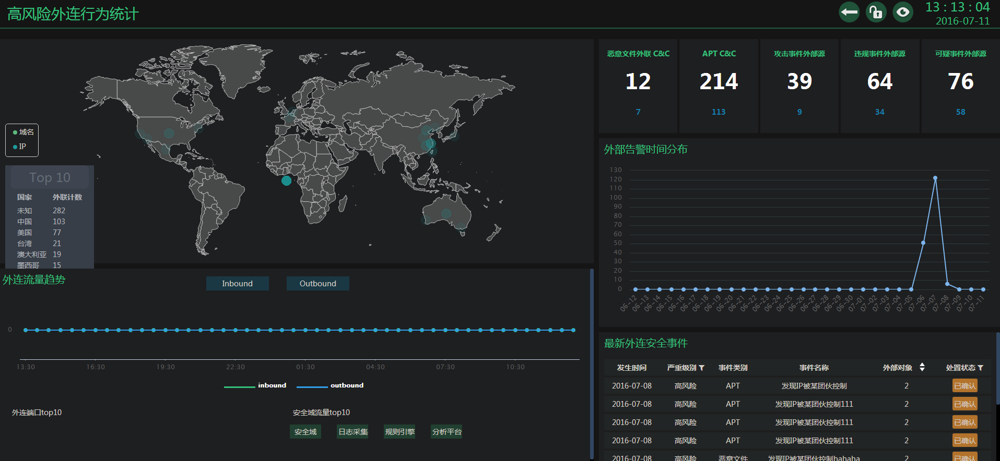 高风险外连行为统计
13 : 13 : 04
2016-07-11
域名
IP
Top 10
国家 外联计数
未知 282
中国 103
美国 77
台湾 21
澳大利亚 19
墨西哥 15
恶意文件外联 C&C
12
7
APT C&C
214
113
攻击事件外部源
39
9
违规事件外部源
64
34
可疑事件外部源
76
58
外部告警时间分布
130
120
110
100
90
80
70
60
50
40
30
20
10
0
06-12 06-13 06-14 06-15 06-16 06-17 06-18 06-19 06-20 06-21 06-22 06-23 06-24 06-25 06-26 06-27 06-28 06-29 06-30 07-01 07-02 07-03 07-04 07-05 07-06 07-07 07-08 07-09 07-10 07-11
外连流量趋势
Inbound Outbound
0
13:30 16:30 19:30 22:30 01:30 04:30 07:30 10:30
inbound outbound
外连端口top10
安全域流量top10
安全域 日志采集 规则引擎 分析平台
最新外连安全事件
发生时间 严重级别 事件类别 事件名称 外部对象 处置状态
2016-07-08 高风险 APT 发现IP被某团伙控制 2 已确认
2016-07-08 高风险 APT 发现IP被某团伙控制111 2 已确认
2016-07-08 高风险 APT 发现IP被某团伙控制111 2 已确认
2016-07-08 高风险 APT 发现IP被某团伙控制111 2 已确认
2016-07-08 高风险 恶意文件 发现IP被某团伙控制hahaha 2 已确认